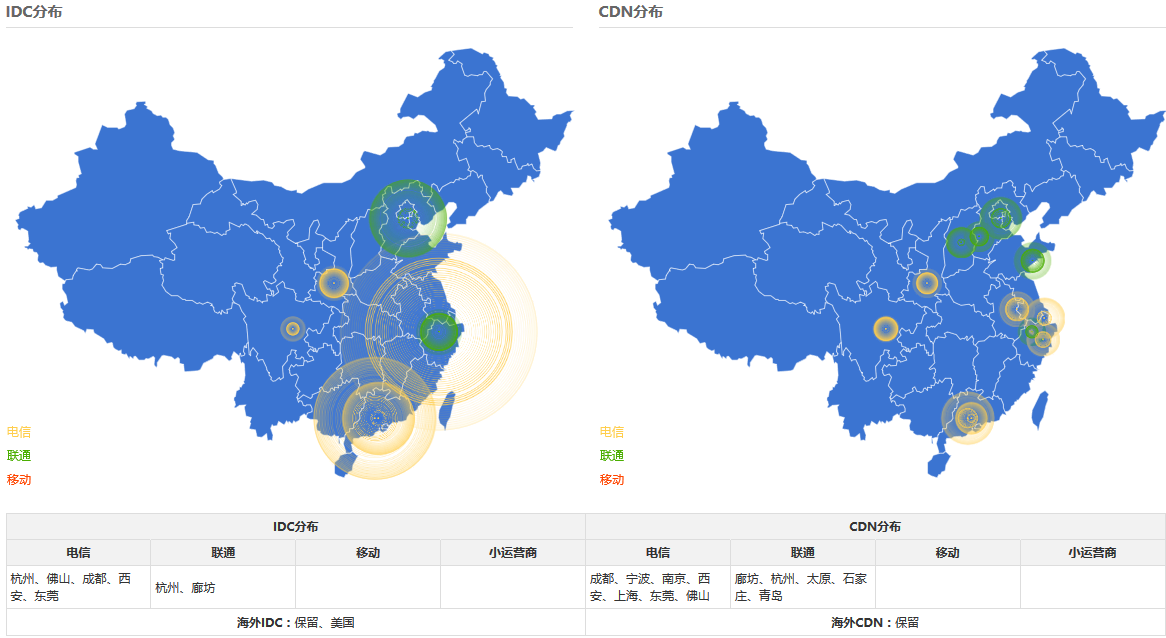 IDC分布
CDN分布
电信
联通
移动
电信
联通
移动
IDC分布
CDN分布
电信
联通
移动
小运营商
电信
联通
移动
小运营商
杭州、佛山、成都、西
安、东莞
杭州、廊坊
成都、宁波、南京、西
安、上海、东莞、佛山
廊坊、杭州、太原、石家
庄、青岛
海外IDC：保留、美国
海外CDN：保留